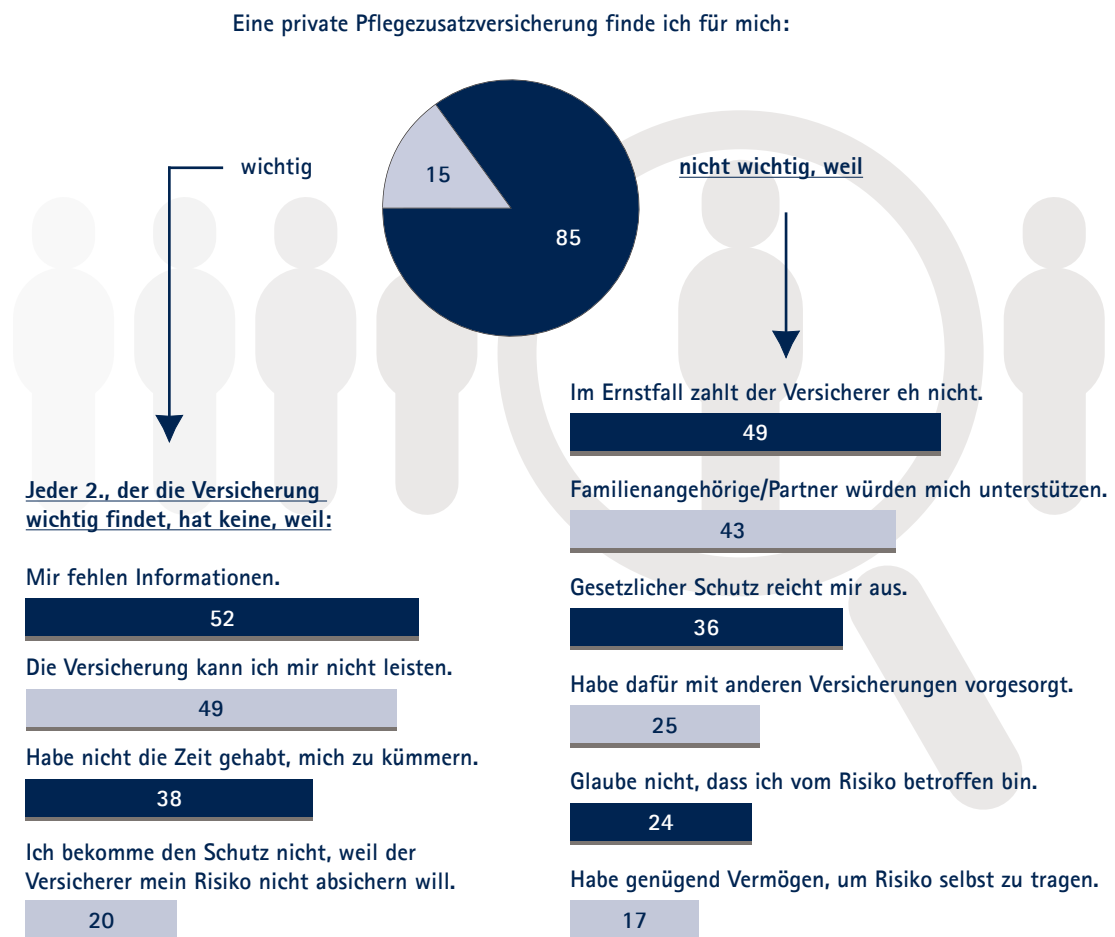 Eine private Pflegezusatzversicherung finde ich für mich:
wichtig
15
85
nicht wichtig, weil
Jeder 2., der die Versicherung
wichtig findet, hat keine, weil:
Mir fehlen Informationen.
52
Die Versicherung kann ich mir nicht leisten.
49
Habe nicht die Zeit gehabt, mich zu kümmern.
38
Ich bekomme den Schutz nicht, weil der
Versicherer mein Risiko nicht absichern will.
20
Im Ernstfall zahlt der Versicherer eh nicht.
49
Familienangehörige/Partner würden mich unterstützen.
43
Gesetzlicher Schutz reicht mir aus.
36
Habe dafür mit anderen Versicherungen vorgesorgt.
25
Glaube nicht, dass ich vom Risiko betroffen bin.
24
Habe genügend Vermögen, um Risiko selbst zu tragen.
17